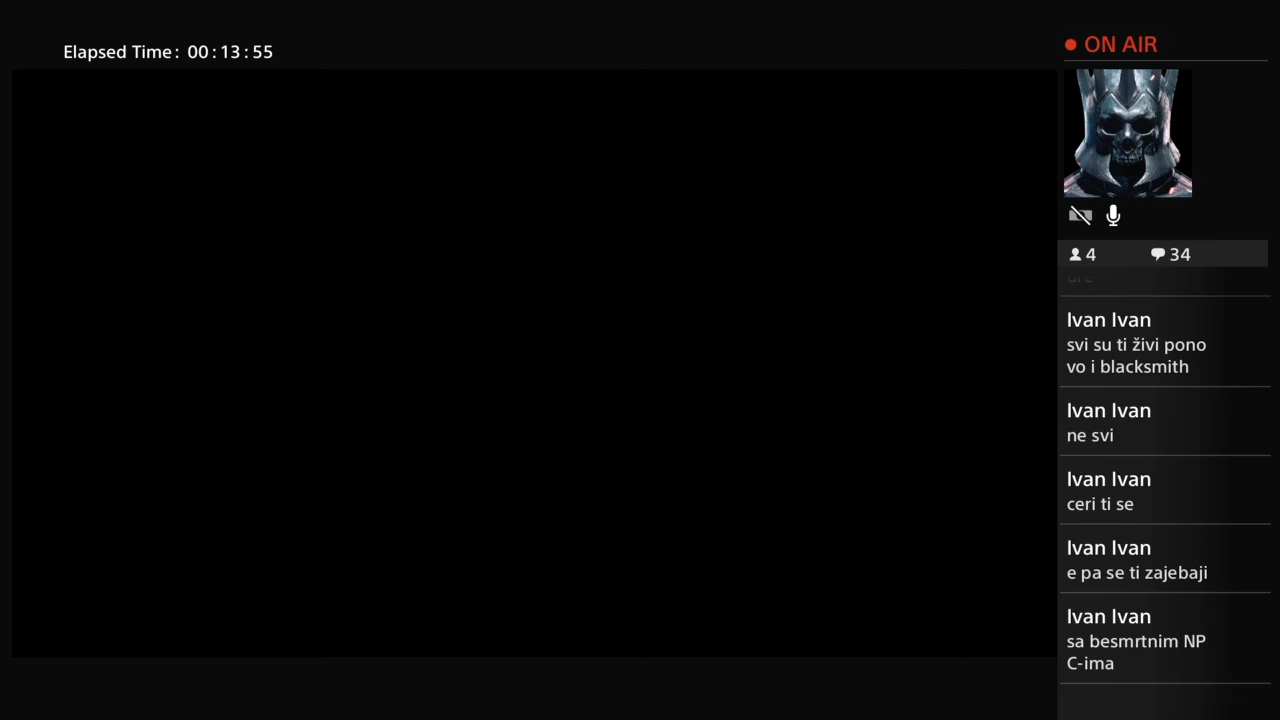 Elapsed Time: 00:13:55
ON AIR
4 34
Ivan Ivan
svi su ti živi pono
vo i blacksmith
Ivan Ivan
ne svi
Ivan Ivan
ceri ti se
Ivan Ivan
e pa se ti zajebaji
Ivan Ivan
sa besmrtnim NP
C-ima